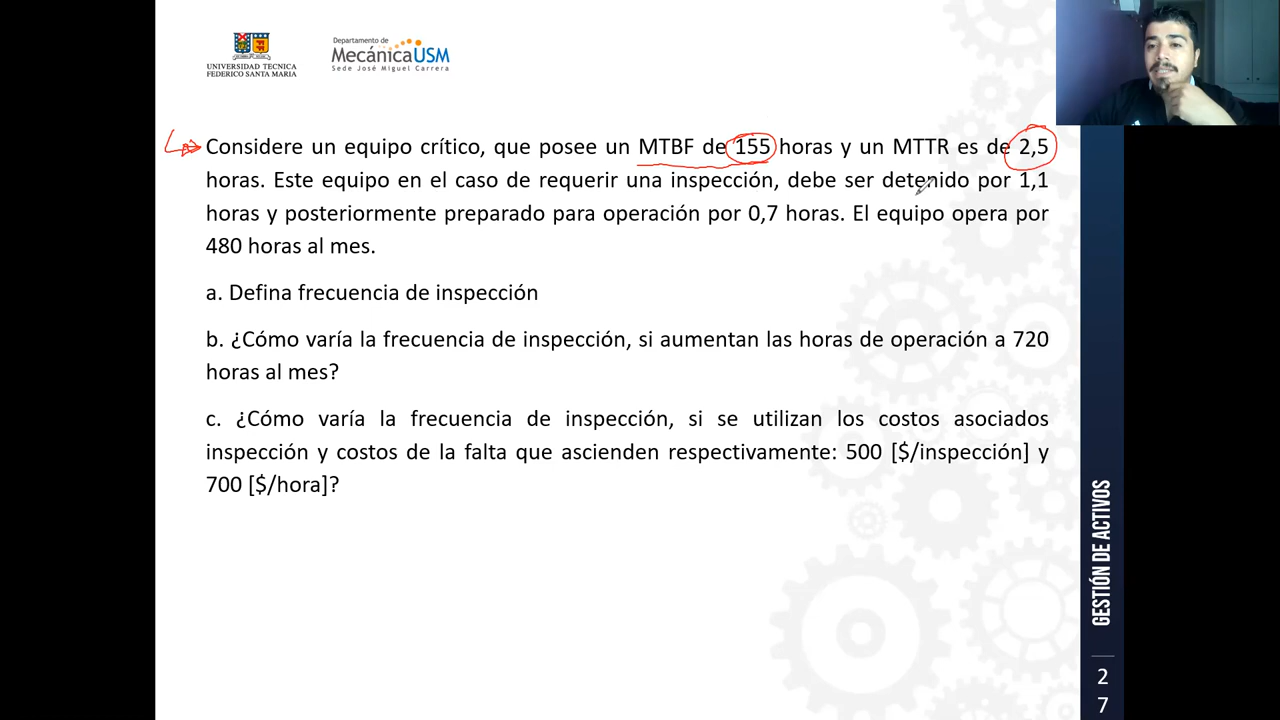 UNIVERSIDAD TECNICA
FEDERICO SANTA MARIA
Departamento de
MecánicaUSM
Sede José Miguel Carrera
Considere un equipo crítico, que posee un MTBF de 155 horas y un MTTR es de 2,5
horas. Este equipo en el caso de requerir una inspección, debe ser detenido por 1,1
horas y posteriormente preparado para operación por 0,7 horas. El equipo opera por
480 horas al mes.
a. Defina frecuencia de inspección
b. ¿Cómo varía la frecuencia de inspección, si aumentan las horas de operación a 720
horas al mes?
c. ¿Cómo varía la frecuencia de inspección, si se utilizan los costos asociados
inspección y costos de la falta que ascienden respectivamente: 500 [$/inspección] y
700 [$/hora]?
GESTIÓN DE ACTIVOS
2
7